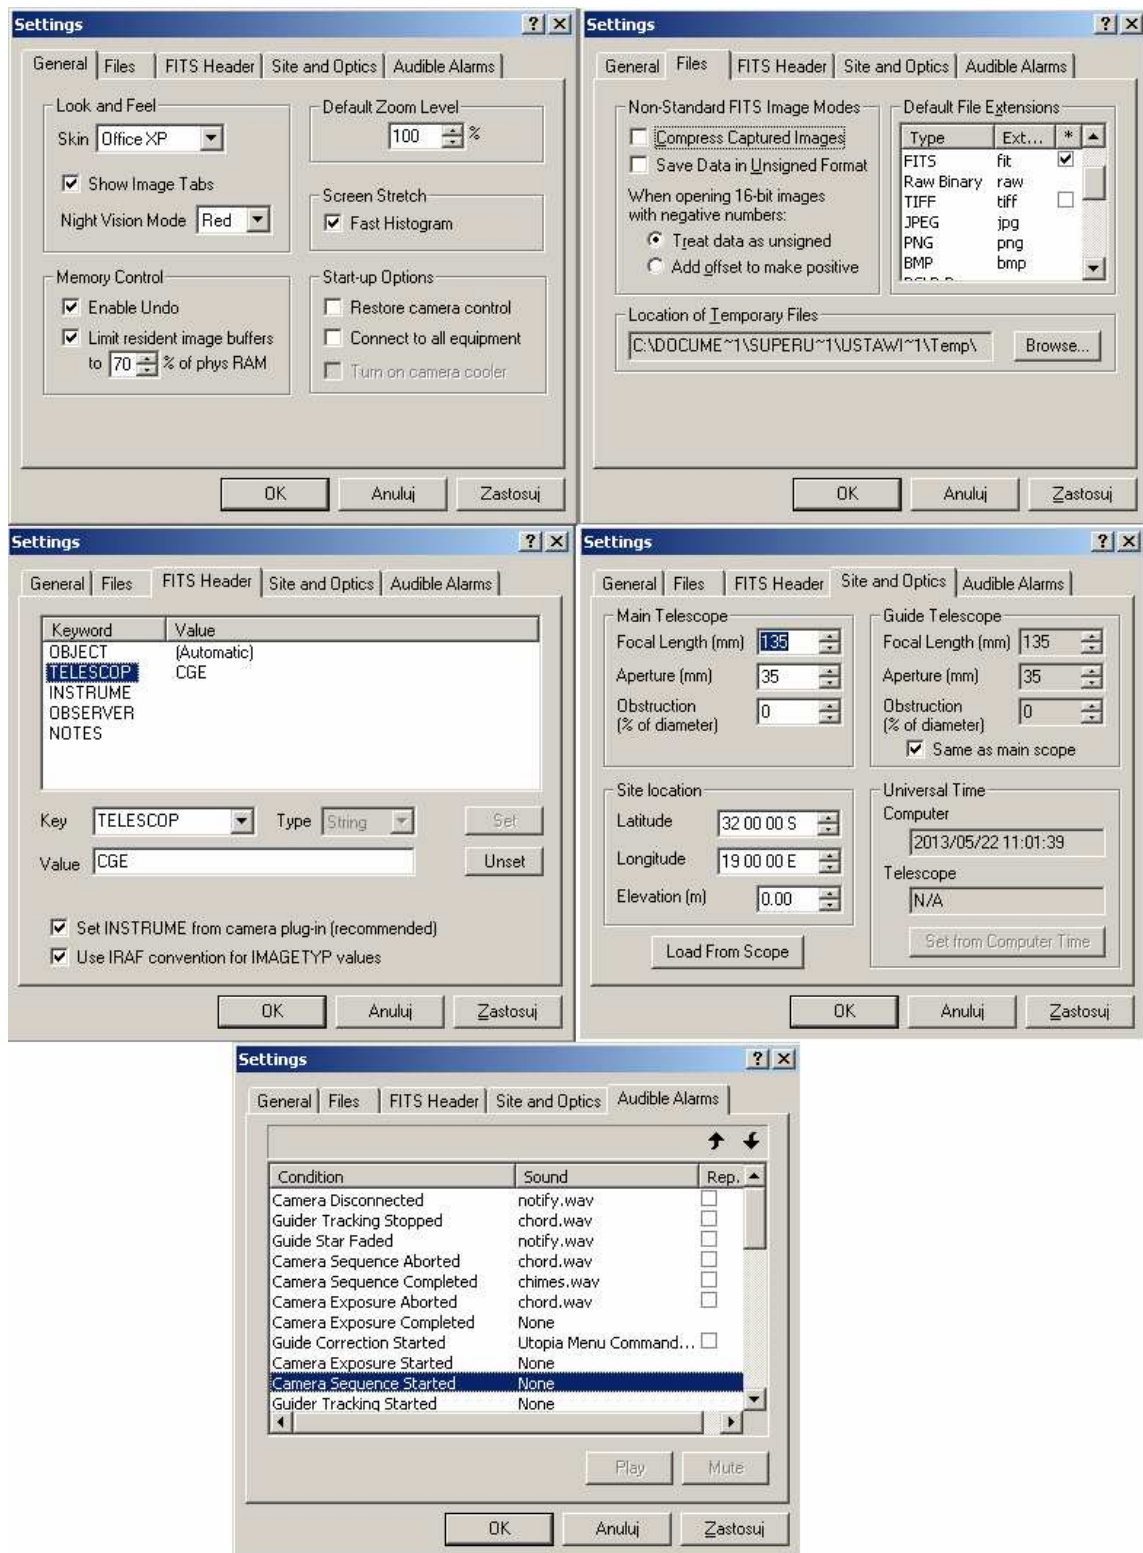 Settings
General Files FITS Header Site and Optics Audible Alarms
Look and Feel
Skin Office XP
Show Image Tabs
Night Vision Mode Red
Default Zoom Level
100 %
Screen Stretch
Fast Histogram
Memory Control
Enable Undo
Limit resident image buffers
to 70 % of phys RAM
Start-up Options
Restore camera control
Connect to all equipment
Turn on camera cooler
OK Anuluj Zastosuj
Settings
General Files FITS Header Site and Optics Audible Alarms
Non-Standard FITS Image Modes
Compress Captured Images
Save Data in Unsigned Format
When opening 16-bit images
with negative numbers:
Treat data as unsigned
Add offset to make positive
Default File Extensions
Type Ext... *
FITS fit
Raw Binary raw
TIFF tiff
JPEG jpg
PNG png
BMP bmp
Location of Temporary Files
C:\DOCUME~1\SUPERU~1\USTAWI~1\Temp\ Browse...
OK Anuluj Zastosuj
Settings
General Files FITS Header Site and Optics Audible Alarms
Keyword Value
OBJECT (Automatic)
TELESCOP CGE
INSTRUME
OBSERVER
NOTES
Key TELESCOP Type String Set
Value CGE Unset
Set INSTRUME from camera plug-in (recommended)
Use IRAF convention for IMAGETYP values
OK Anuluj Zastosuj
Settings
General Files FITS Header Site and Optics Audible Alarms
Main Telescope
Focal Length (mm) 135
Aperture (mm) 35
Obstruction
(% of diameter) 0
Guide Telescope
Focal Length (mm) 135
Aperture (mm) 35
Obstruction
(% of diameter) 0
Same as main scope
Site location
Latitude 32 00 00 S
Longitude 19 00 00 E
Elevation (m) 0.00
Load From Scope
Universal Time
Computer
2013/05/22 11:01:39
Telescope
N/A
Set from Computer Time
OK Anuluj Zastosuj
Settings
General Files FITS Header Site and Optics Audible Alarms
Condition Sound Rep.
Camera Disconnected notify.wav
Guider Tracking Stopped chord.wav
Guide Star Faded notify.wav
Camera Sequence Aborted chord.wav
Camera Sequence Completed chimes.wav
Camera Exposure Aborted chord.wav
Camera Exposure Completed None
Guide Correction Started Utopia Menu Command...
Camera Exposure Started None
Camera Sequence Started None
Guider Tracking Started None
Play Mute
OK Anuluj Zastosuj